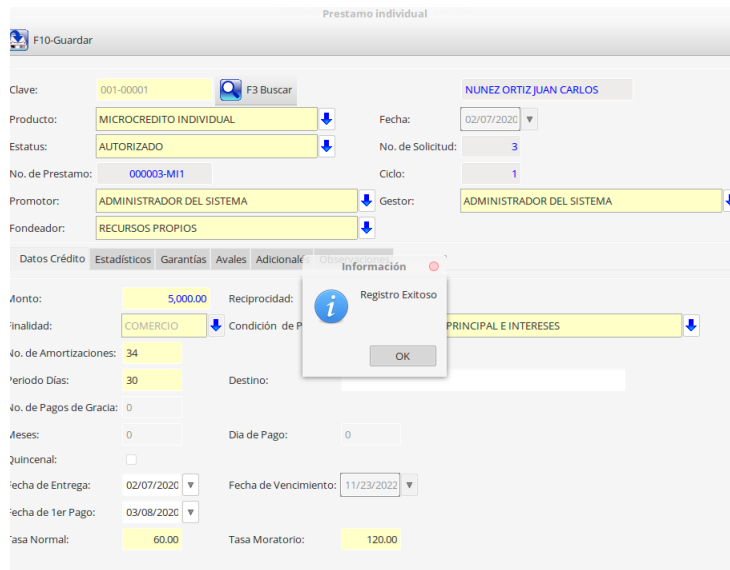 Prestamo individual
F10-Guardar
Clave: 001-00001 F3 Buscar NUNEZ ORTIZ JUAN CARLOS
Producto: MICROCREDITO INDIVIDUAL Fecha: 02/07/2020
Estatus: AUTORIZADO No. de Solicitud: 3
No. de Prestamo: 000003-MI1 Ciclo: 1
Promotor: ADMINISTRADOR DEL SISTEMA Gestor: ADMINISTRADOR DEL SISTEMA
Fondeador: RECURSOS PROPIOS
Datos Crédito Estadísticos Garantías Avales Adicionales Observaciones
Información
Registro Exitoso
OK
Monto: 5,000.00 Reciprocidad:
Finalidad: COMERCIO Condición de P PRINCIPAL E INTERESES
No. de Amortizaciones: 34
Periodo Días: 30 Destino:
No. de Pagos de Gracia: 0
Meses: 0 Dia de Pago: 0
Quincenal:
Fecha de Entrega: 02/07/2020 Fecha de Vencimiento: 11/23/2022
Fecha de 1er Pago: 03/08/2020
Tasa Normal: 60.00 Tasa Moratorio: 120.00